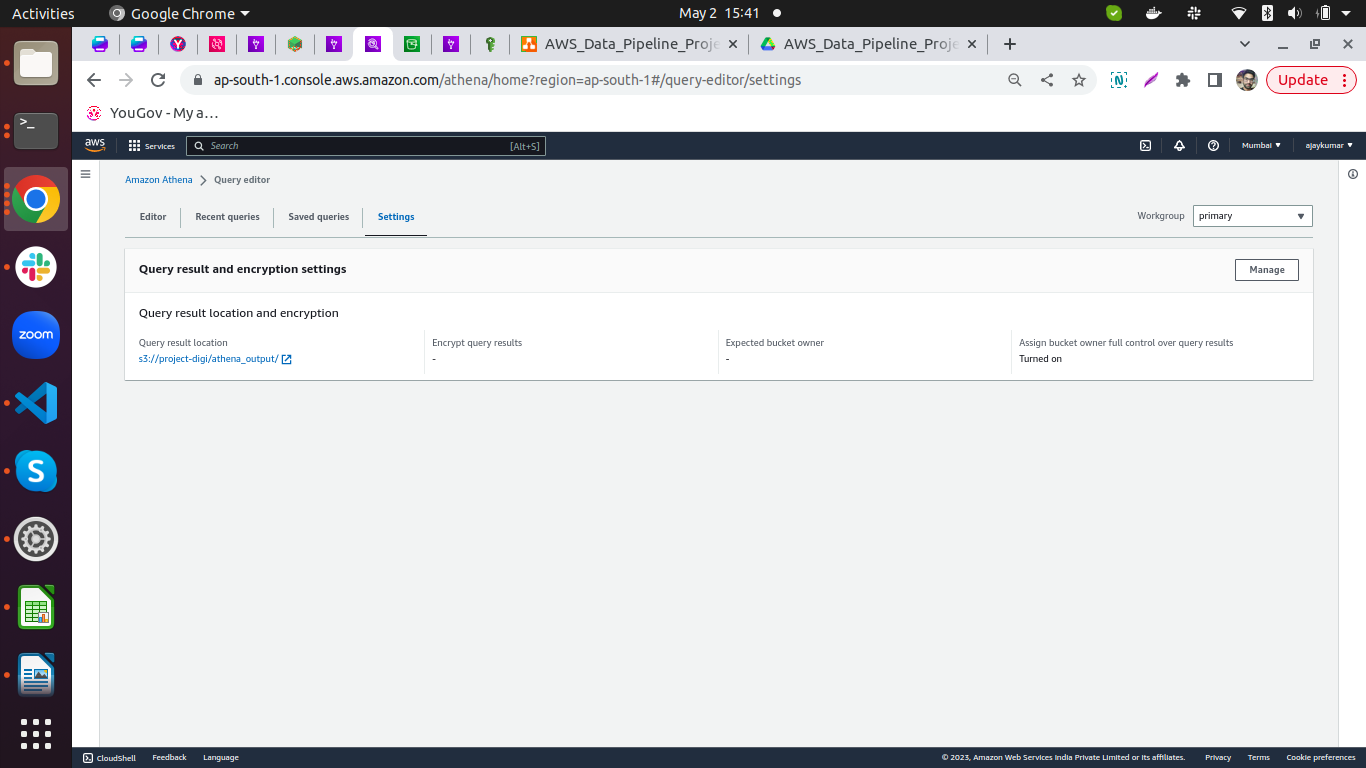 Activities Google Chrome May 2 15:41
AWS_Data_Pipeline_Proje AWS_Data_Pipeline_Proje
ap-south-1.console.aws.amazon.com/athena/home?region=ap-south-1#/query-editor/settings Update
YouGov - My a…
aws Services Search [Alt+S] Mumbai ajaykumar
Amazon Athena Query editor
Editor Recent queries Saved queries Settings Workgroup primary
Query result and encryption settings Manage
Query result location and encryption
Query result location Encrypt query results Expected bucket owner Assign bucket owner full control over query results
s3://project-digi/athena_output/ - - Turned on
zoom
CloudShell Feedback Language © 2023, Amazon Web Services India Private Limited or its affiliates. Privacy Terms Cookie preferences